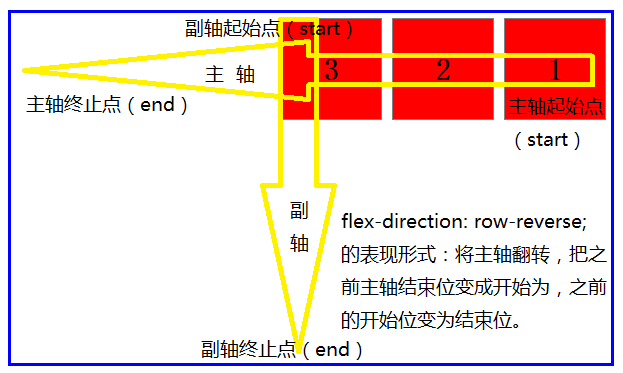 副轴起始点（start）
主 轴
3
2
1
主轴终止点（end）
主轴起始点
（start）
副
轴
flex-direction: row-reverse;
的表现形式：将主轴翻转，把之
前主轴结束位变成开始为，之前
的开始位变为结束位。
副轴终止点（end）